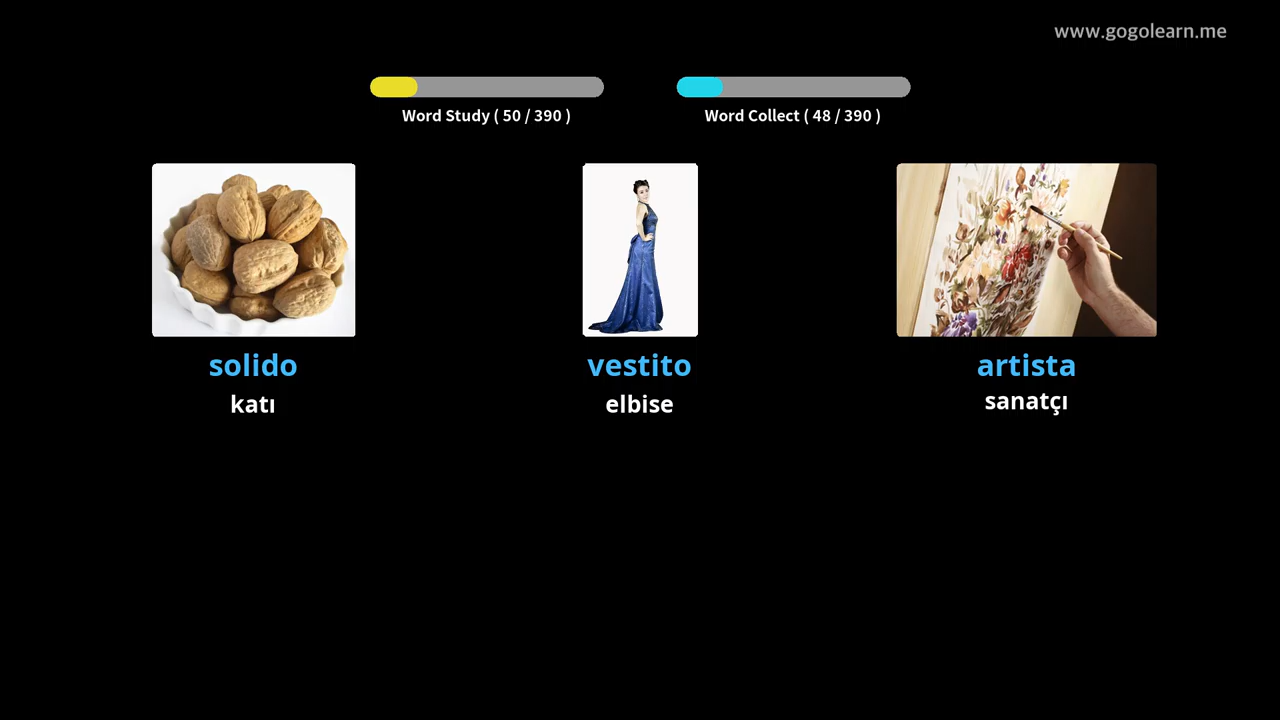 www.gogolearn.me
Word Study ( 50 / 390 )
Word Collect ( 48 / 390 )
solido
katı
vestito
elbise
artista
sanatçı